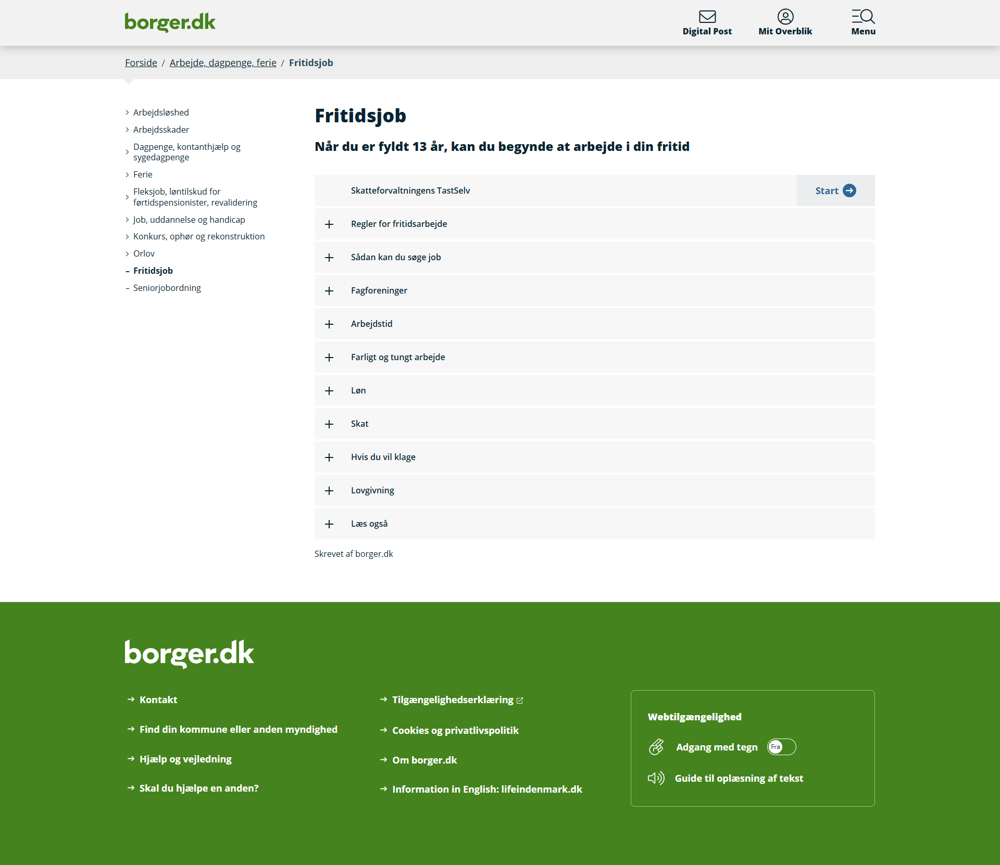 borger.dk
Digital Post
Mit Overblik
Menu
Forside / Arbejde, dagpenge, ferie / Fritidsjob
Arbejdsløshed
Arbejdsskader
Dagpenge, kontanthjælp og
sygedagpenge
Ferie
Fleksjob, løntilskud for
førtidspensionister, revalidering
Job, uddannelse og handicap
Konkurs, ophør og rekonstruktion
Orlov
Fritidsjob
Seniorjobordning
Fritidsjob
Når du er fyldt 13 år, kan du begynde at arbejde i din fritid
Skatteforvaltningens TastSelv
Start
Regler for fritidsarbejde
Sådan kan du søge job
Fagforeninger
Arbejdstid
Farligt og tungt arbejde
Løn
Skat
Hvis du vil klage
Lovgivning
Læs også
Skrevet af borger.dk
borger.dk
Kontakt
Find din kommune eller anden myndighed
Hjælp og vejledning
Skal du hjælpe en anden?
Tilgængelighedserklæring
Cookies og privatlivspolitik
Om borger.dk
Information in English: lifeindenmark.dk
Webtilgængelighed
Adgang med tegn
Fra
Guide til oplæsning af tekst